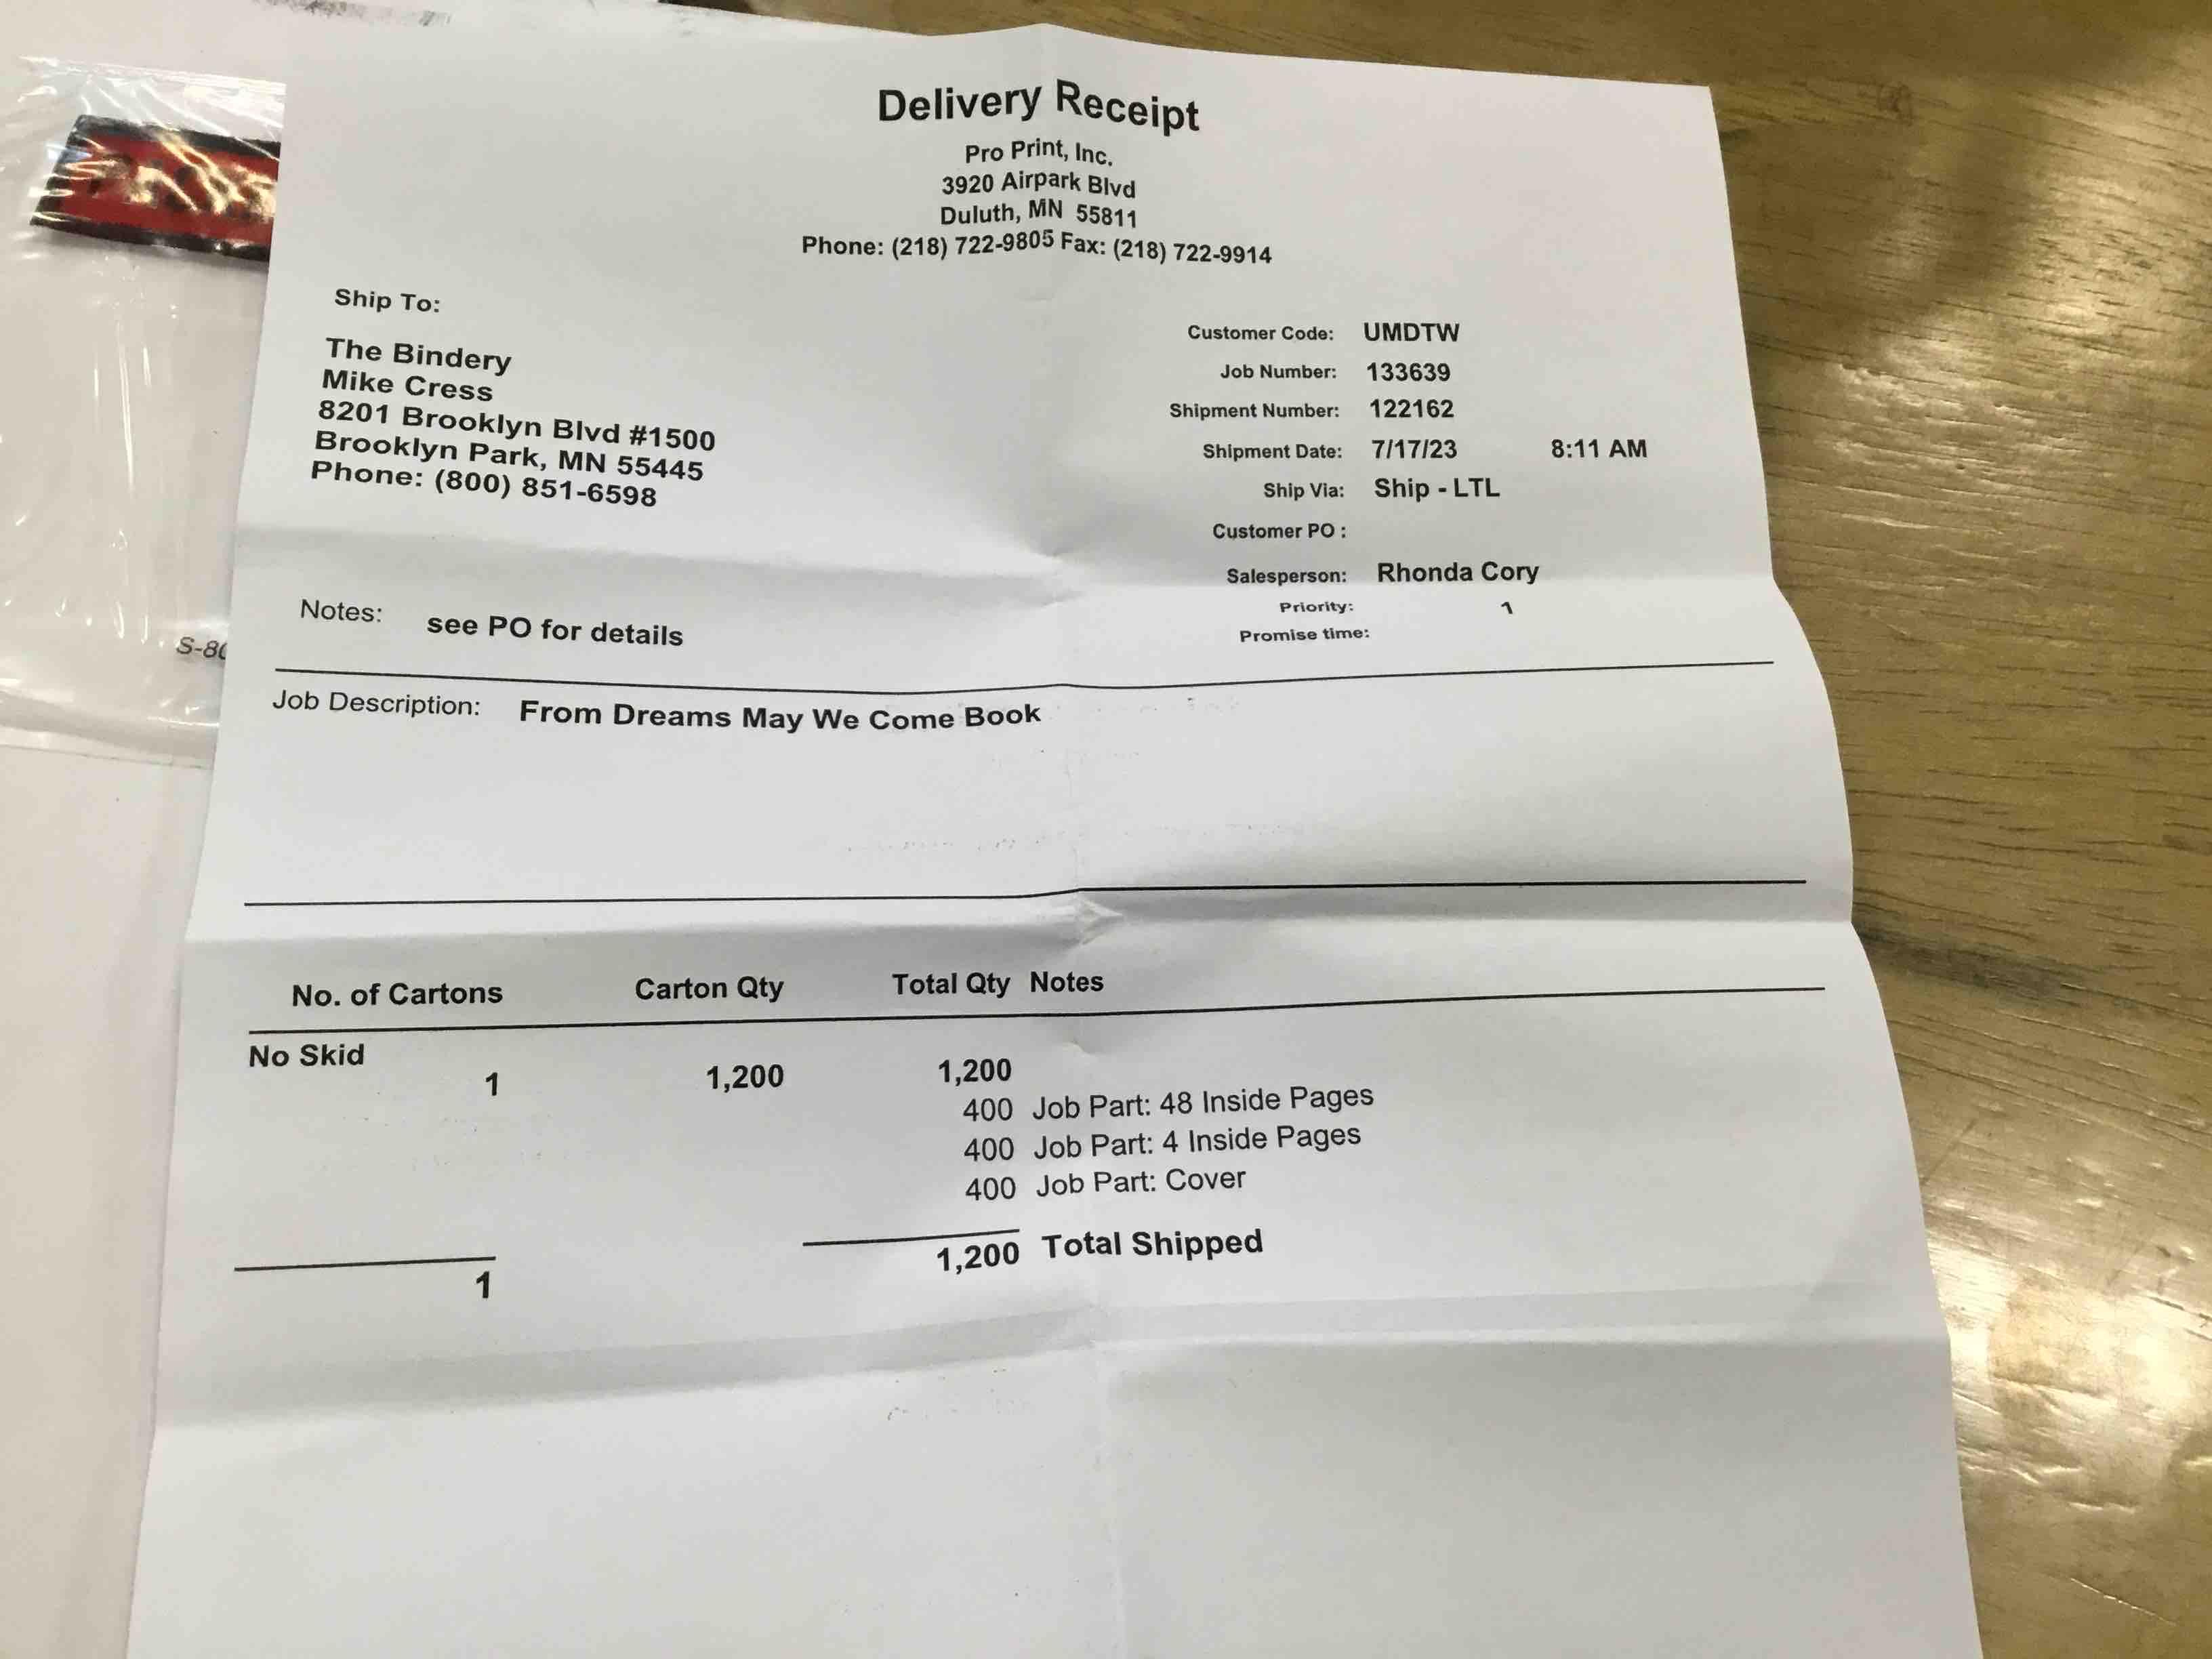 Delivery Receipt
Pro Print, Inc.
3920 Airpark Blvd
Duluth, MN 55811
Phone: (218) 722-9805 Fax: (218) 722-9914
Ship To:
The Bindery
Mike Cress
8201 Brooklyn Blvd #1500
Brooklyn Park, MN 55445
Phone: (800) 851-6598
Customer Code: UMDTW
Job Number: 133639
Shipment Number: 122162
Shipment Date: 7/17/23 8:11 AM
Ship Via: Ship - LTL
Customer PO :
Salesperson: Rhonda Cory
Priority: 1
Promise time:
Notes: see PO for details
Job Description: From Dreams May We Come Book
No. of Cartons Carton Qty Total Qty Notes
No Skid
1 1,200 1,200
400 Job Part: 48 Inside Pages
400 Job Part: 4 Inside Pages
400 Job Part: Cover
1 1,200 Total Shipped